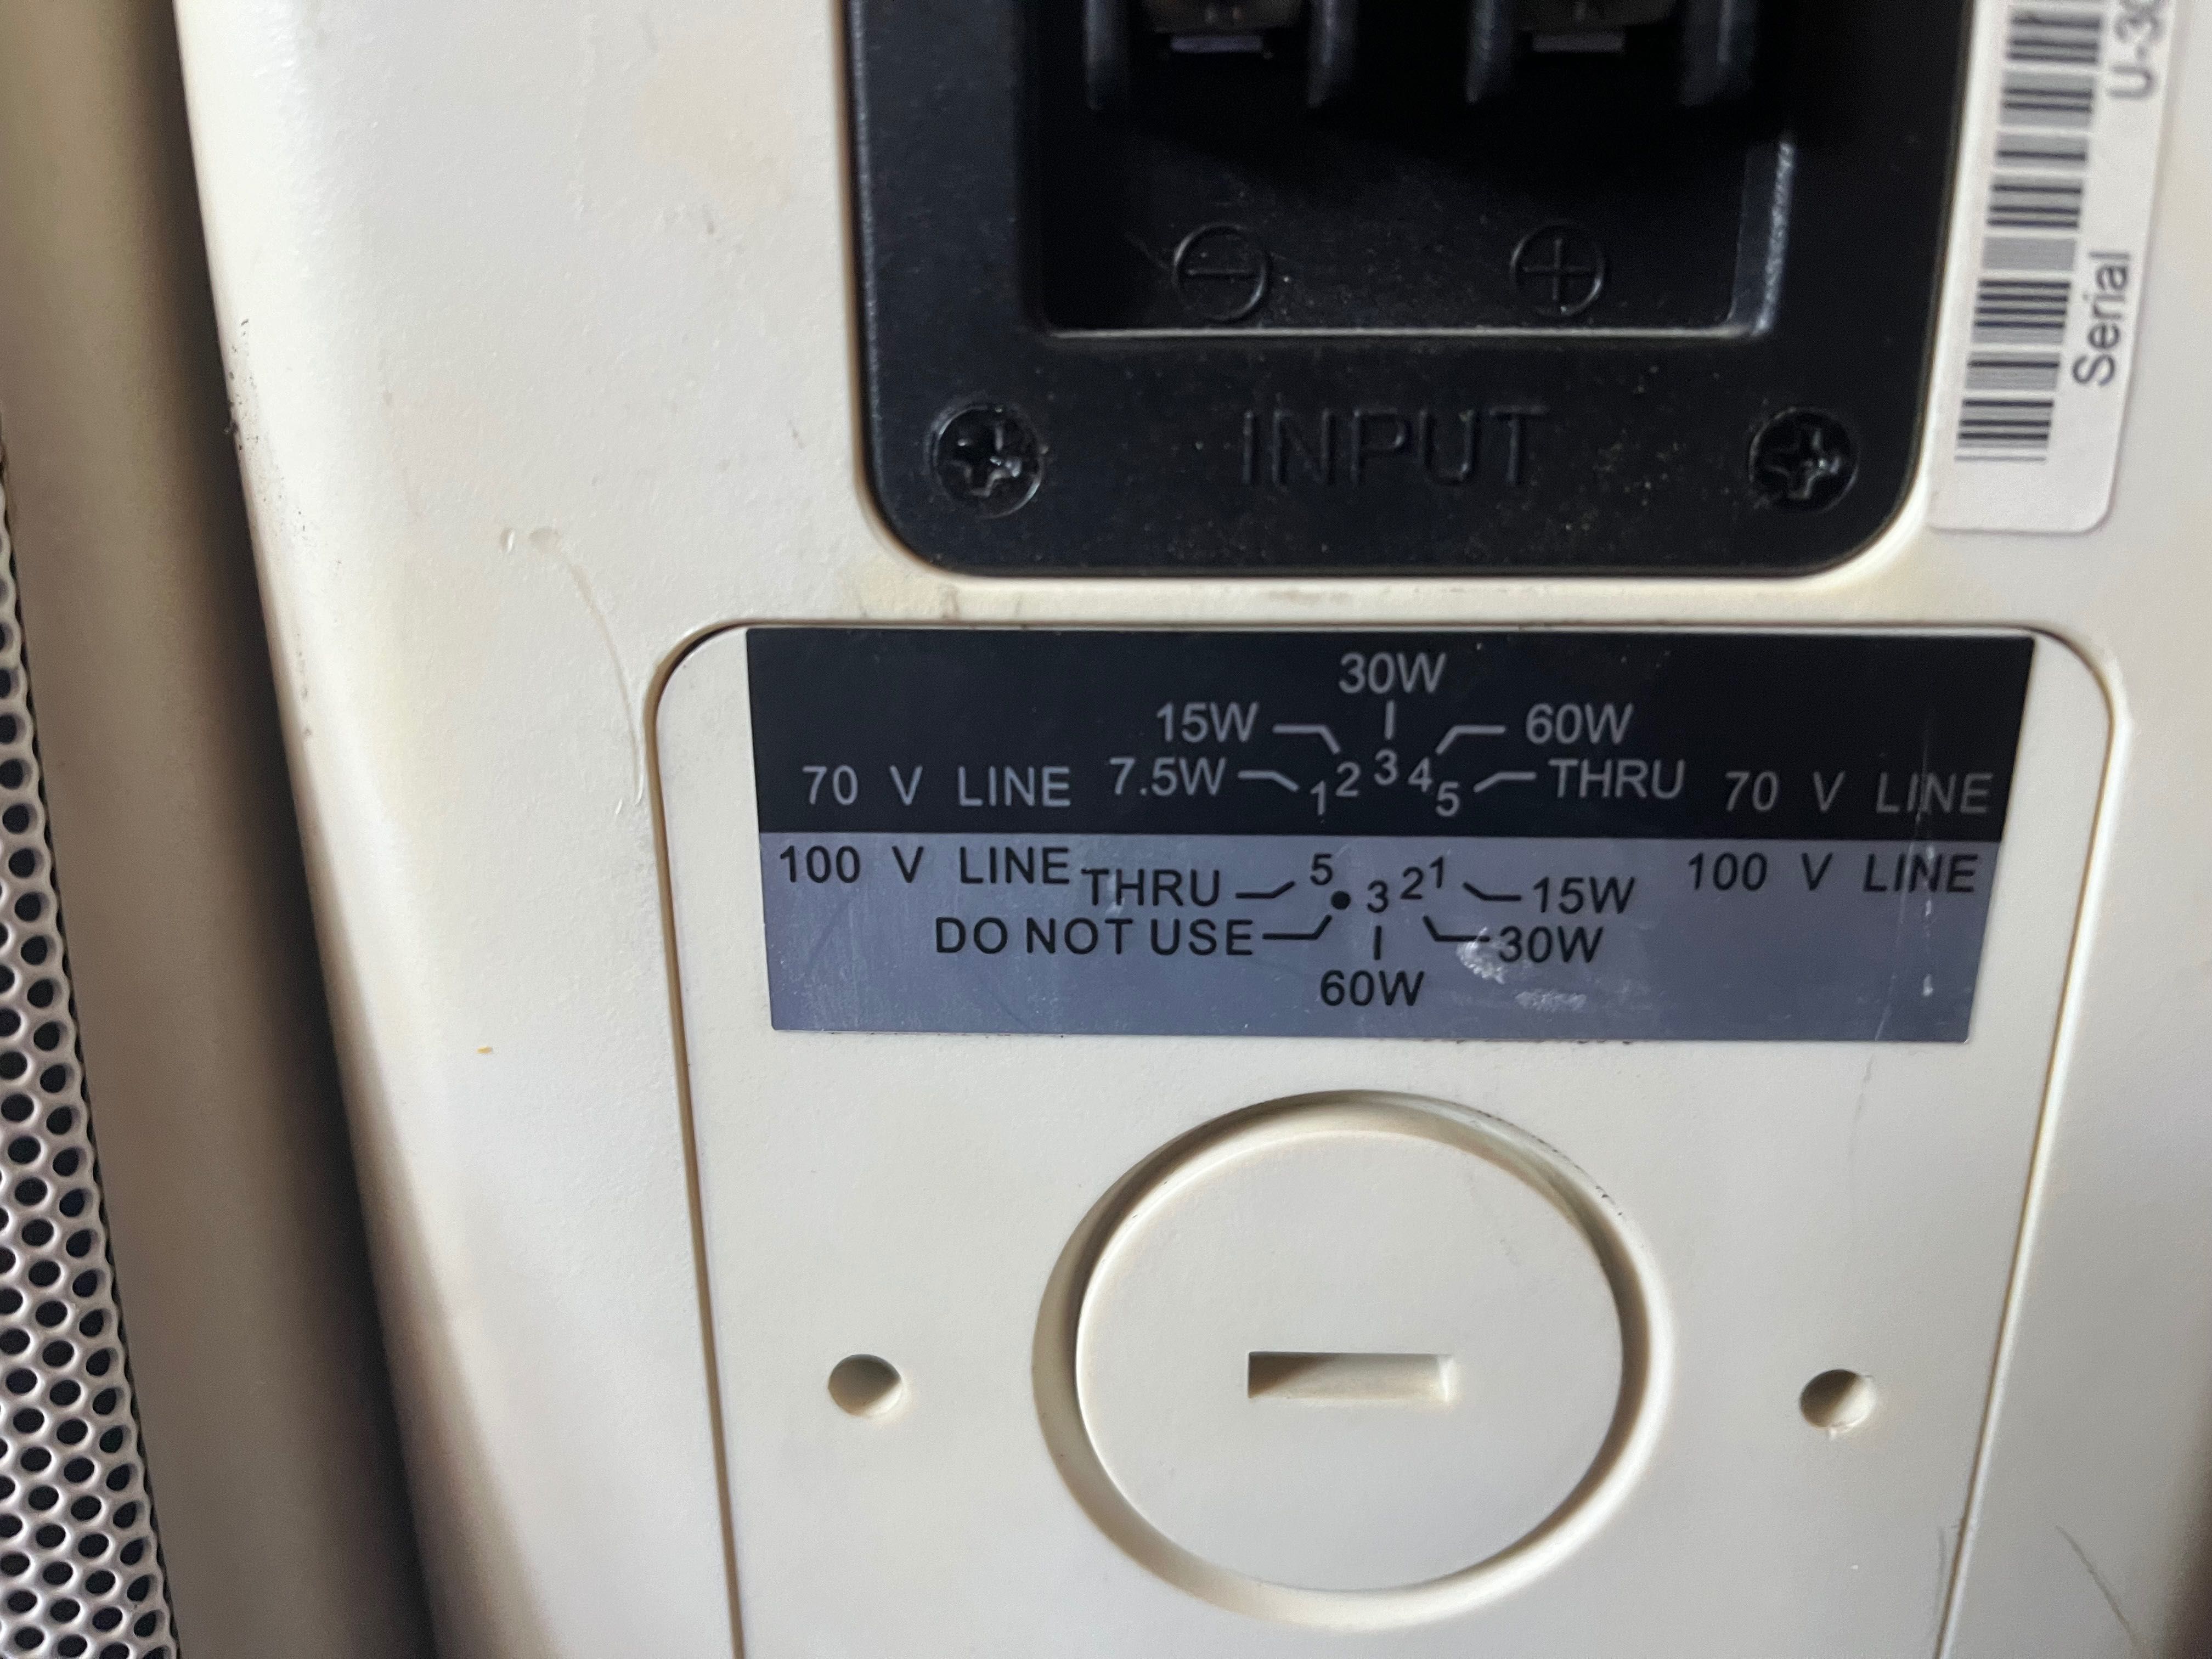 Serial
INPUT
30W
15W 60W
70 V LINE 7.5W 1 2 3 4 5 THRU 70 V LINE
100 V LINE THRU 5 • 3 2 1 15W 100 V LINE
DO NOT USE 30W
60W